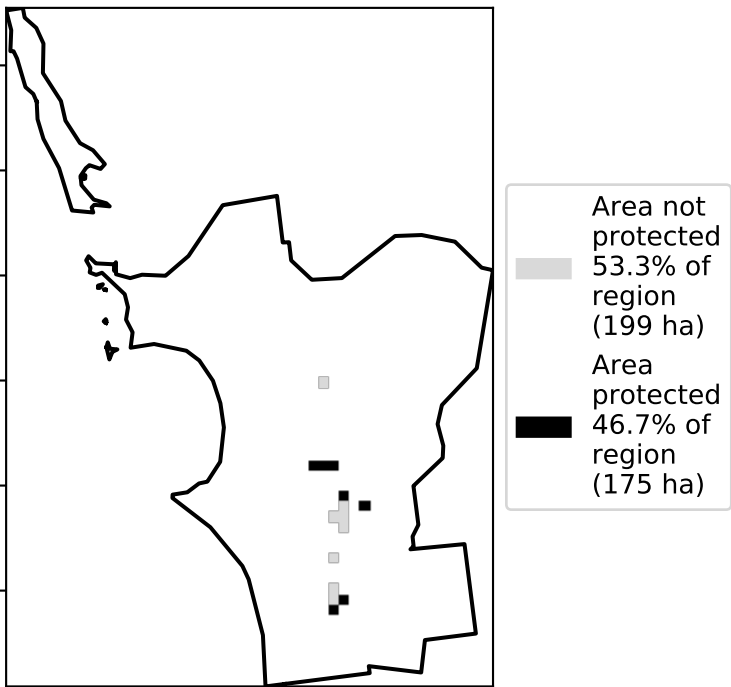 Area not
protected
53.3% of
region
(199 ha)
Area
protected
46.7% of
region
(175 ha)